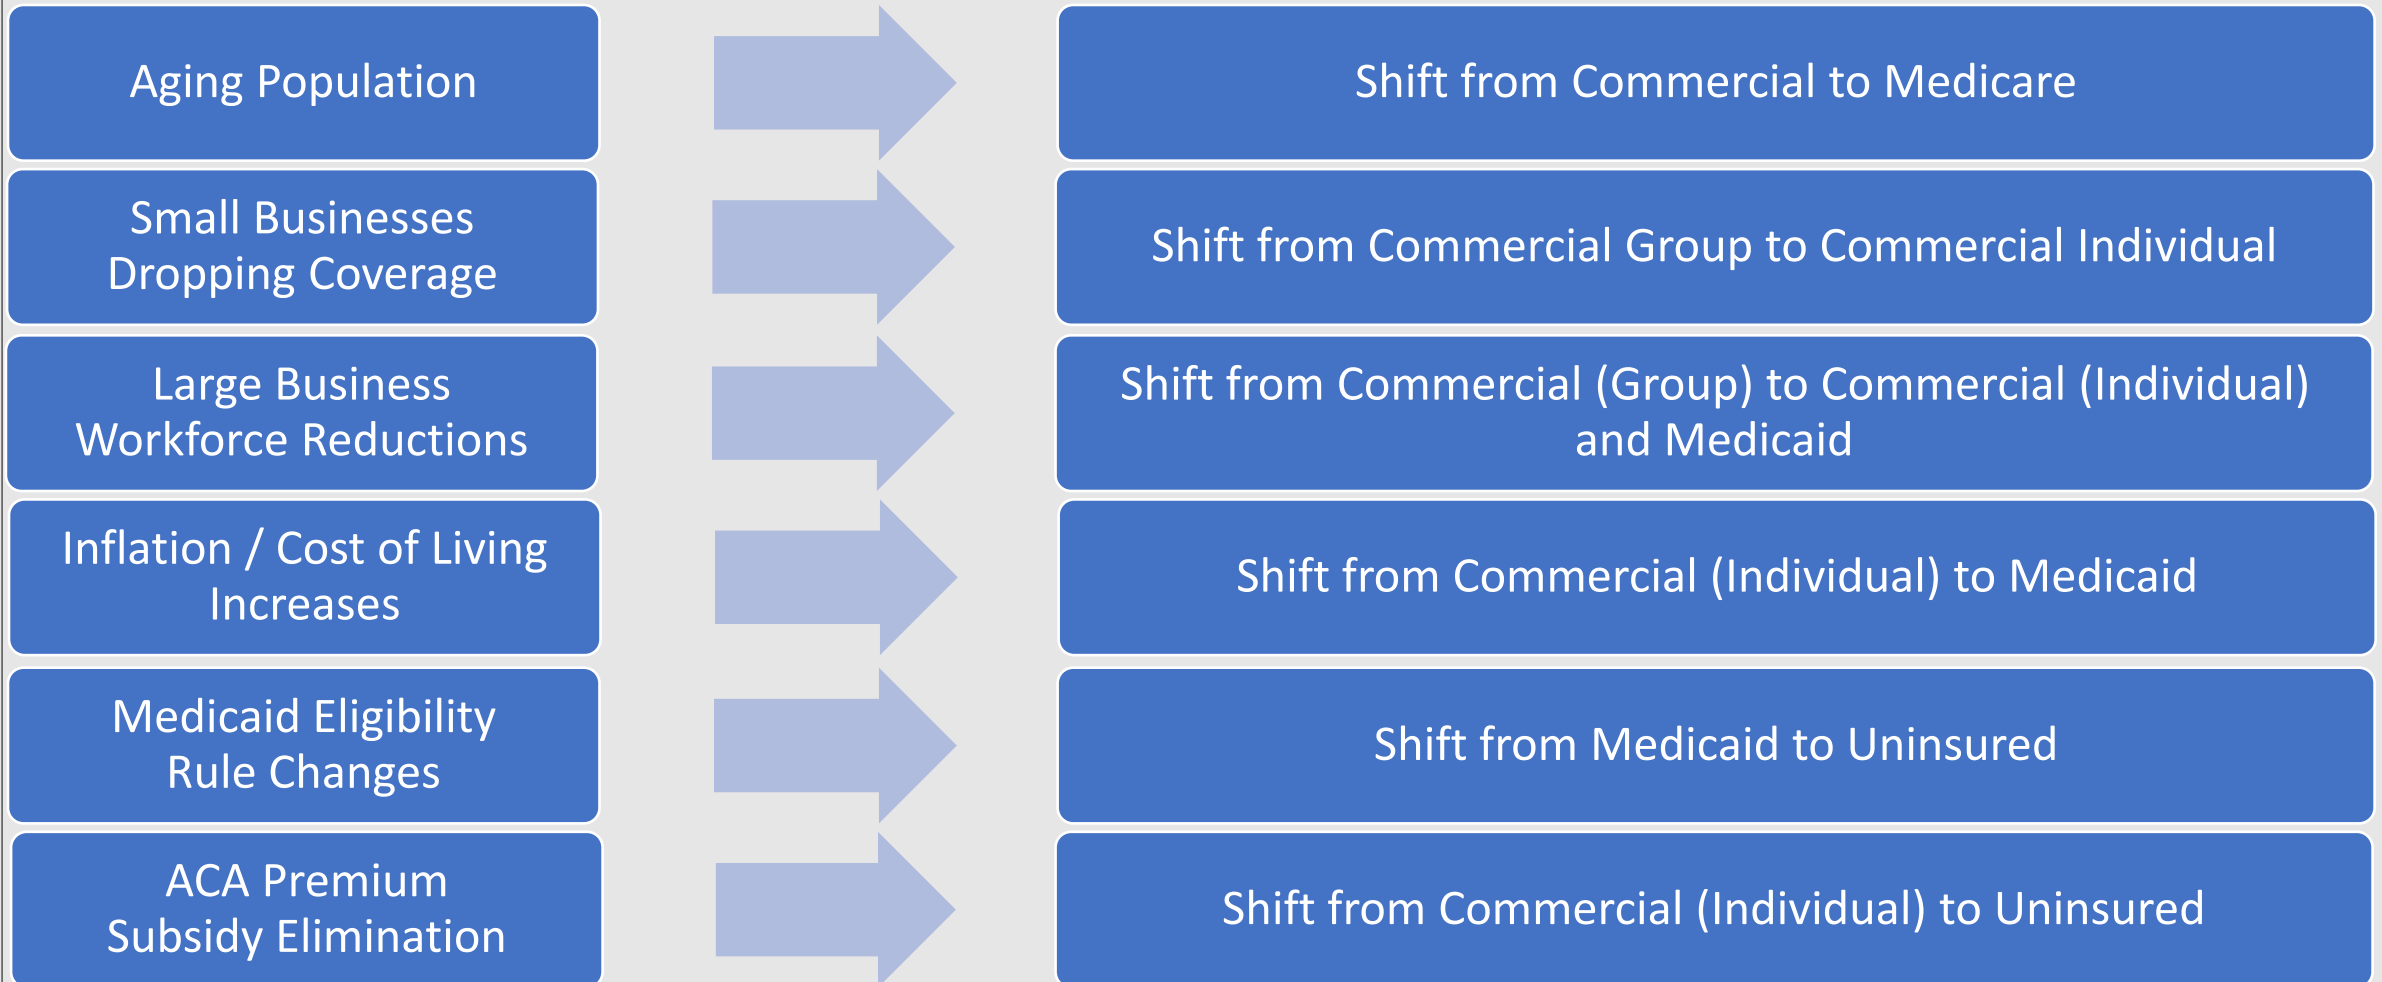 Aging Population
Shift from Commercial to Medicare
Small Businesses
Dropping Coverage
Shift from Commercial Group to Commercial Individual
Large Business
Workforce Reductions
Shift from Commercial (Group) to Commercial (Individual)
and Medicaid
Inflation / Cost of Living
Increases
Shift from Commercial (Individual) to Medicaid
Medicaid Eligibility
Rule Changes
Shift from Medicaid to Uninsured
ACA Premium
Subsidy Elimination
Shift from Commercial (Individual) to Uninsured